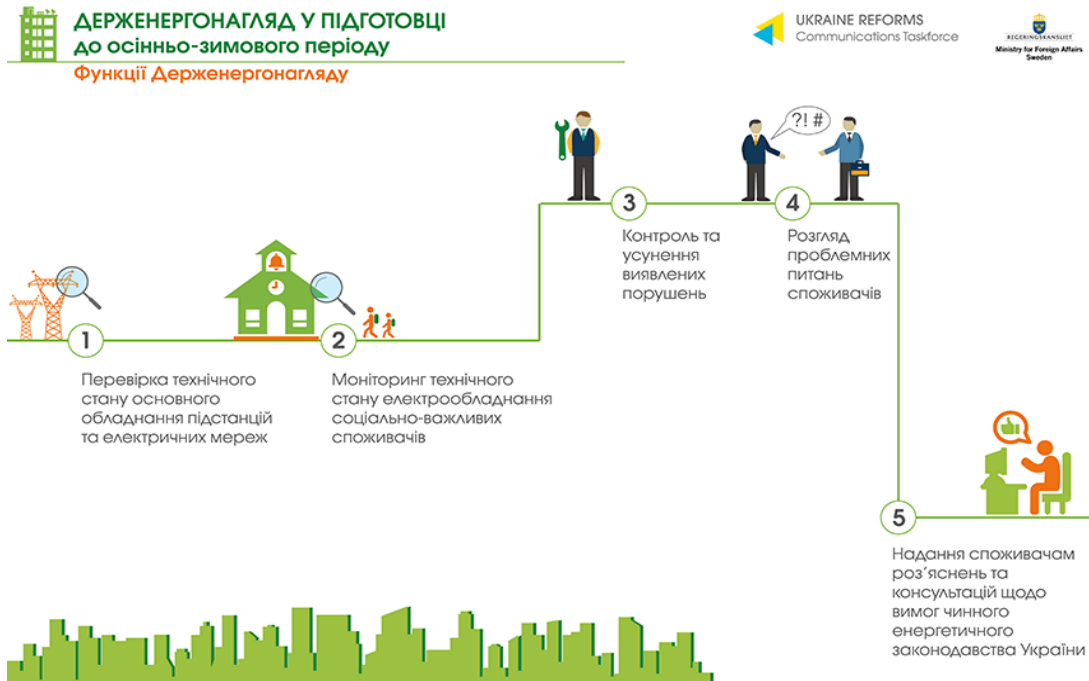 ДЕРЖЕНЕРГОНАГЛЯД У ПІДГОТОВЦІ
до осінньо-зимового періоду
Функції Держенергонагляду
UKRAINE REFORMS
Communications Taskforce
REGERINGSKANSLIET
Ministry for Foreign Affairs
Sweden
1
Перевірка технічного
стану основного
обладнання підстанцій
та електричних мереж
2
Моніторинг технічного
стану електрообладнання
соціально-важливих
споживачів
3
Контроль та
усунення
виявлених
порушень
?! #
4
Розгляд
проблемних
питань
споживачів
5
Надання споживачам
роз'яснень та
консультацій щодо
вимог чинного
енергетичного
законодавства України